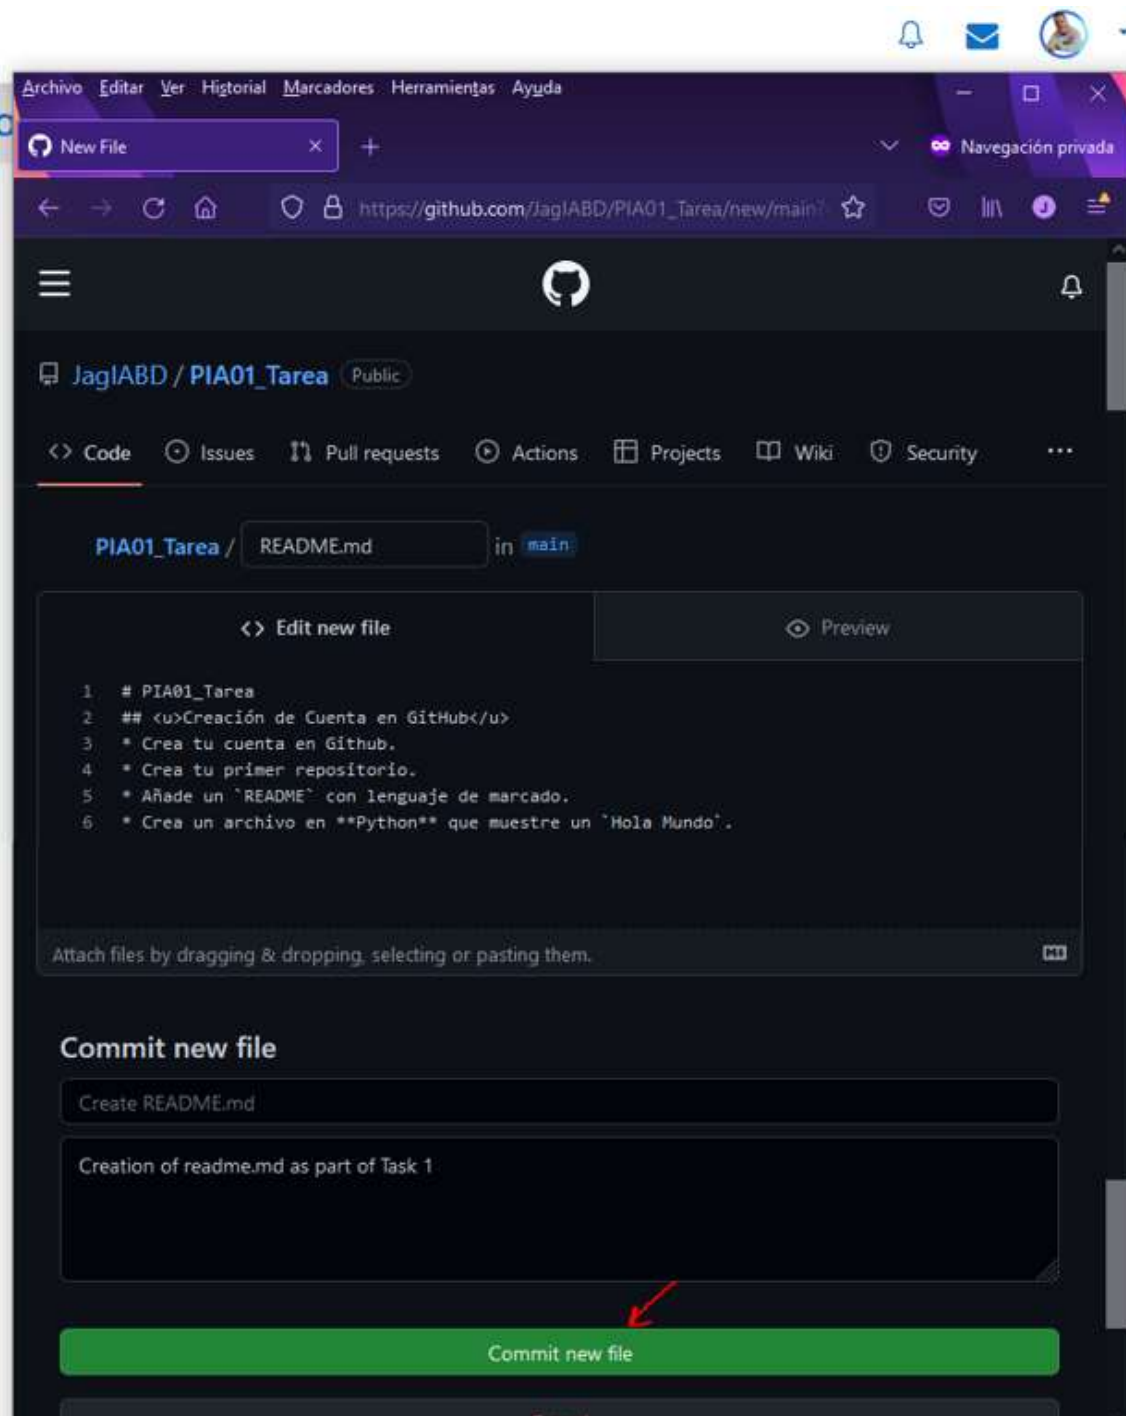 Archivo Editar Ver Historial Marcadores Herramientas Ayuda
New File
Navegación privada
https://github.com/JagIABD/PIA01_Tarea/new/main
JagIABD / PIA01_Tarea Public
Code Issues Pull requests Actions Projects Wiki Security ...
PIA01_Tarea / README.md in main
<> Edit new file Preview
1 # PIA01_Tarea
2 ## <u>Creación de Cuenta en GitHub</u>
3 * Crea tu cuenta en Github.
4 * Crea tu primer repositorio.
5 * Añade un `README` con lenguaje de marcado.
6 * Crea un archivo en **Python** que muestre un `Hola Mundo`.
Attach files by dragging & dropping, selecting or pasting them.
Commit new file
Create README.md
Creation of readme.md as part of Task 1
Commit new file